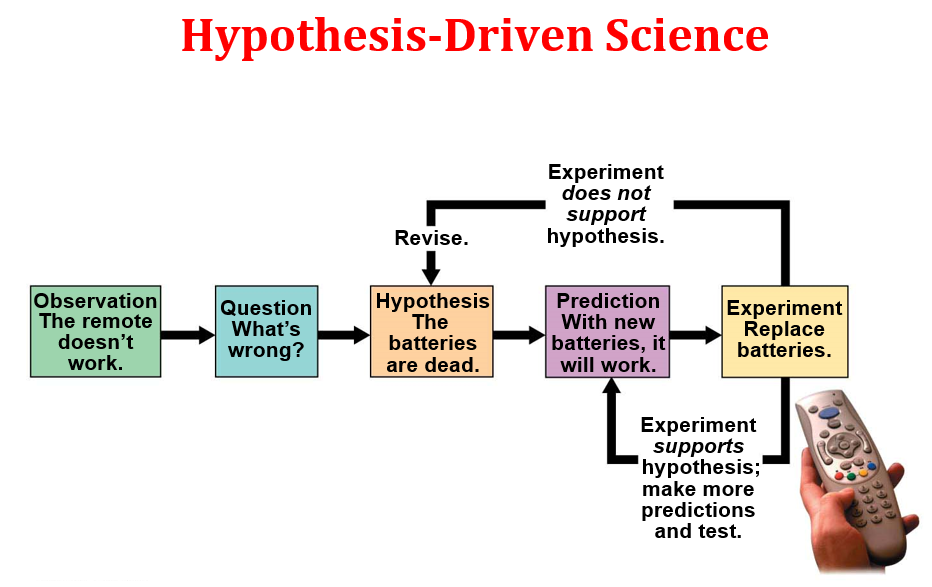 Hypothesis-Driven Science
Experiment
does not
support
hypothesis.
Revise.
Observation
The remote
doesn’t
work.
Question
What’s
wrong?
Hypothesis
The
batteries
are dead.
Prediction
With new
batteries, it
will work.
Experiment
Replace
batteries.
Experiment
supports
hypothesis;
make more
predictions
and test.